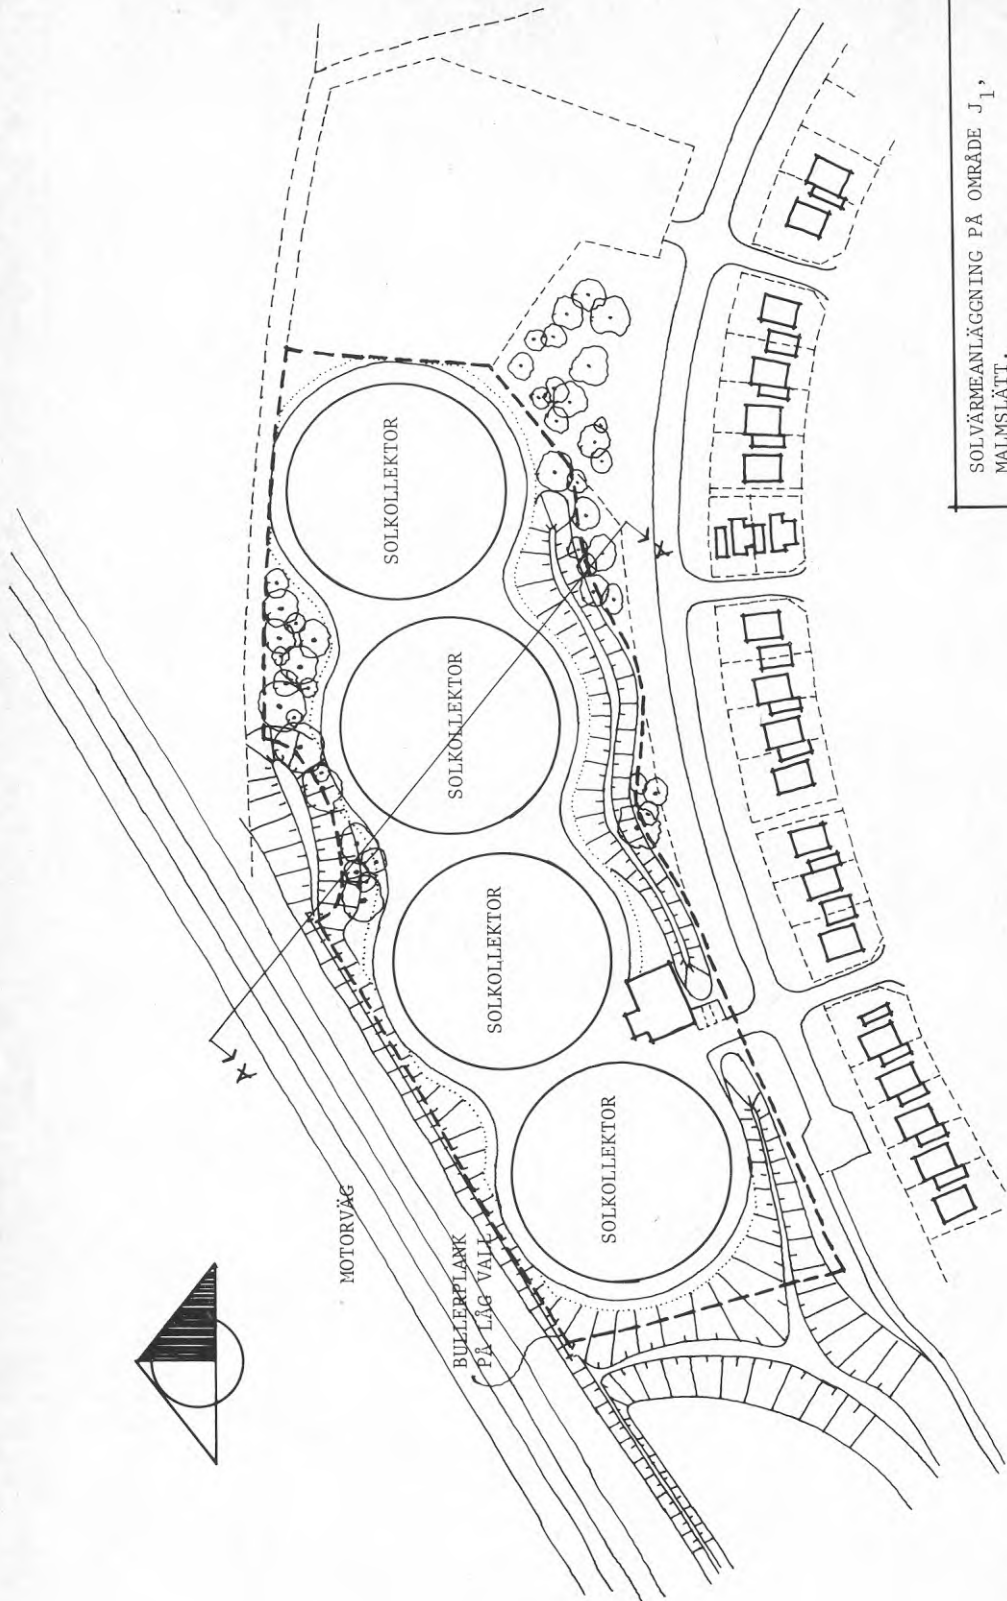 MOTORVÄG
BULLERPLANK
PÅ LÅG VALL
SOLKOLLEKTOR
SOLKOLLEKTOR
SOLKOLLEKTOR
SOLKOLLEKTOR
A
A
SOLVÄRMEANLÄGGNING PÅ OMRÅDE J1,
MALMSLÄTT.